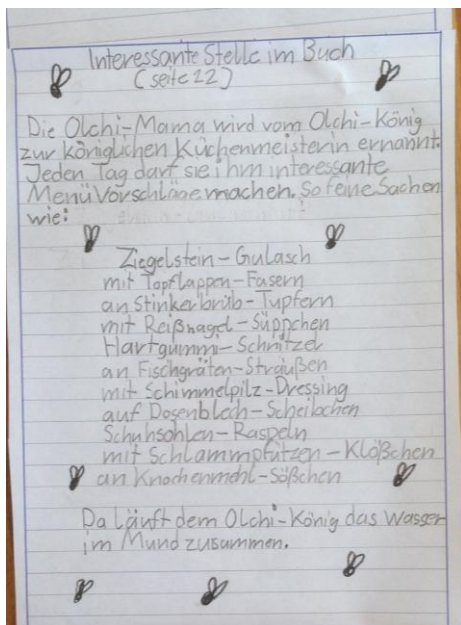 Interessante Stelle im Buch
(Seite 22)
Die Olchi-Mama wird vom Olchi-König
zur königlichen Küchenmeisterin ernannt.
Jeden Tag darf sie ihm interessante
Menüvorschläge machen. So feine Sachen
wie:
Ziegelstein-Gulasch
mit Topflappen-Fasern
an Stinkerbrüh-Tupfern
mit Reißnagel-Süppchen
Hartgummi-Schnitzel
an Fischgräten-Sträußen
mit Schimmelpilz-Dressing
auf Dosenblech-Scheibchen
Schuhsohlen-Raspeln
mit Schlammpfützen-Klößchen
an Knochenmehl-Sößchen
Da läuft dem Olchi-König das Wasser
im Mund zusammen.